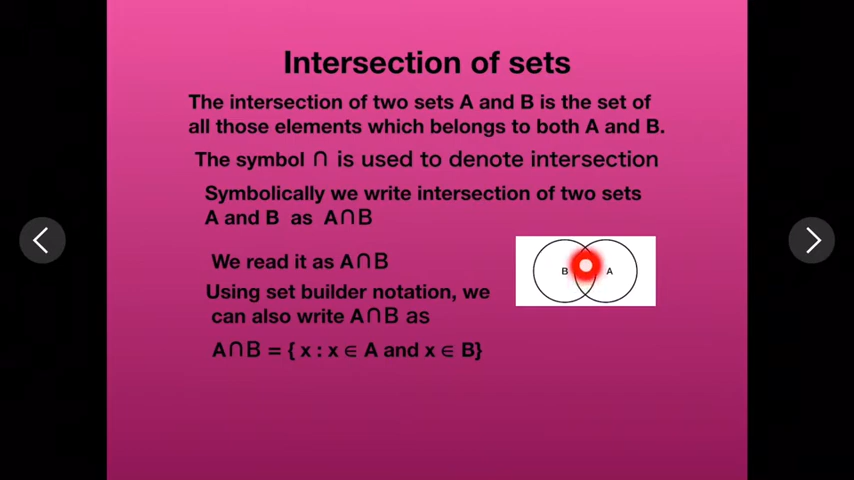 Intersection of sets
The intersection of two sets A and B is the set of
all those elements which belongs to both A and B.
The symbol ∩ is used to denote intersection
Symbolically we write intersection of two sets
A and B as A∩B
We read it as A∩B
Using set builder notation, we
can also write A∩B as
A∩B = { x : x ∈ A and x ∈ B}
B A